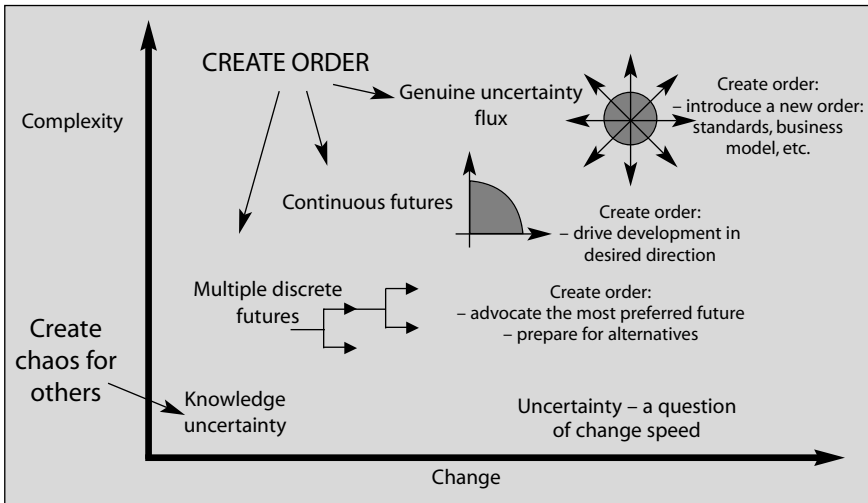 CREATE ORDER
Complexity
Genuine uncertainty
flux
Create order:
– introduce a new order:
standards, business
model, etc.
Continuous futures
Create order:
– drive development in
desired direction
Multiple discrete
futures
Create order:
– advocate the most preferred future
– prepare for alternatives
Create
chaos for
others
Knowledge
uncertainty
Uncertainty – a question
of change speed
Change